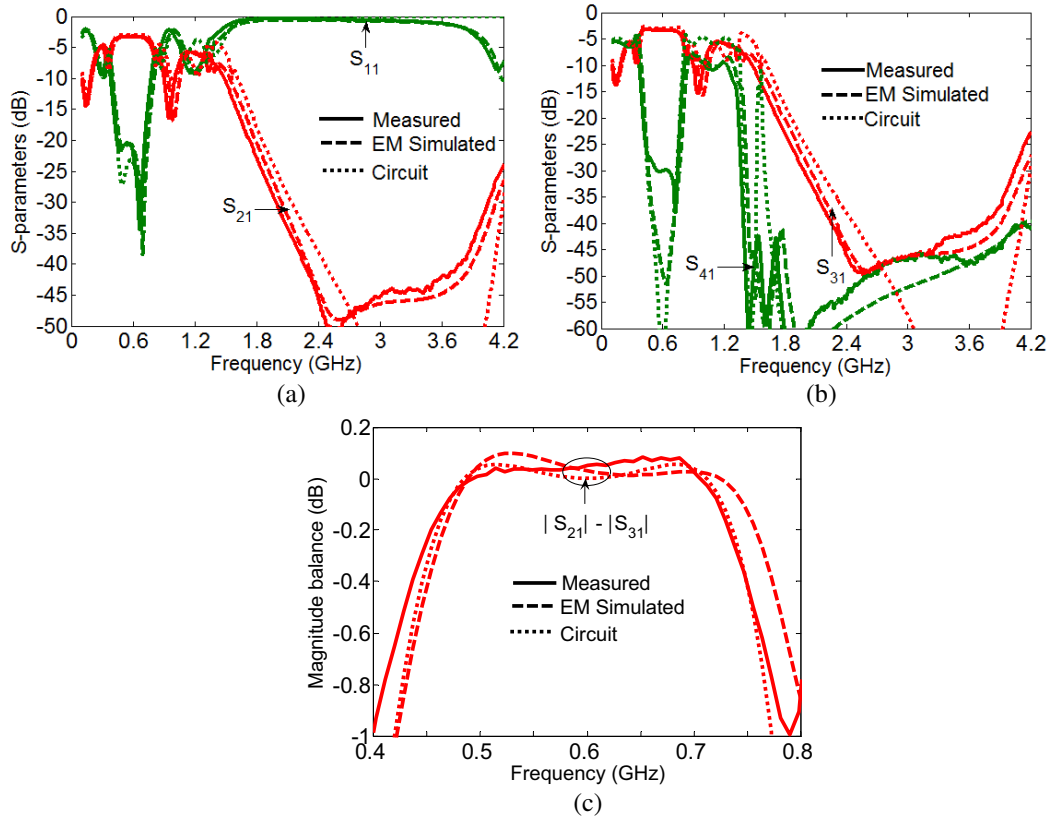 0
-5
-10
-15
-20
-25
-30
-35
-40
-45
-50
S-parameters (dB)
S11
Measured
EM Simulated
Circuit
S21
0 0.6 1.2 1.8 2.4 3 3.6 4.2
Frequency (GHz)
(a)
0
-5
-10
-15
-20
-25
-30
-35
-40
-45
-50
-55
-60
S-parameters (dB)
Measured
EM Simulated
Circuit
S41
S31
0 0.6 1.2 1.8 2.4 3 3.6 4.2
Frequency (GHz)
(b)
0.2
0
-0.2
-0.4
-0.6
-0.8
-1
Magnitude balance (dB)
| S21| - |S31|
Measured
EM Simulated
Circuit
0.4 0.5 0.6 0.7 0.8
Frequency (GHz)
(c)